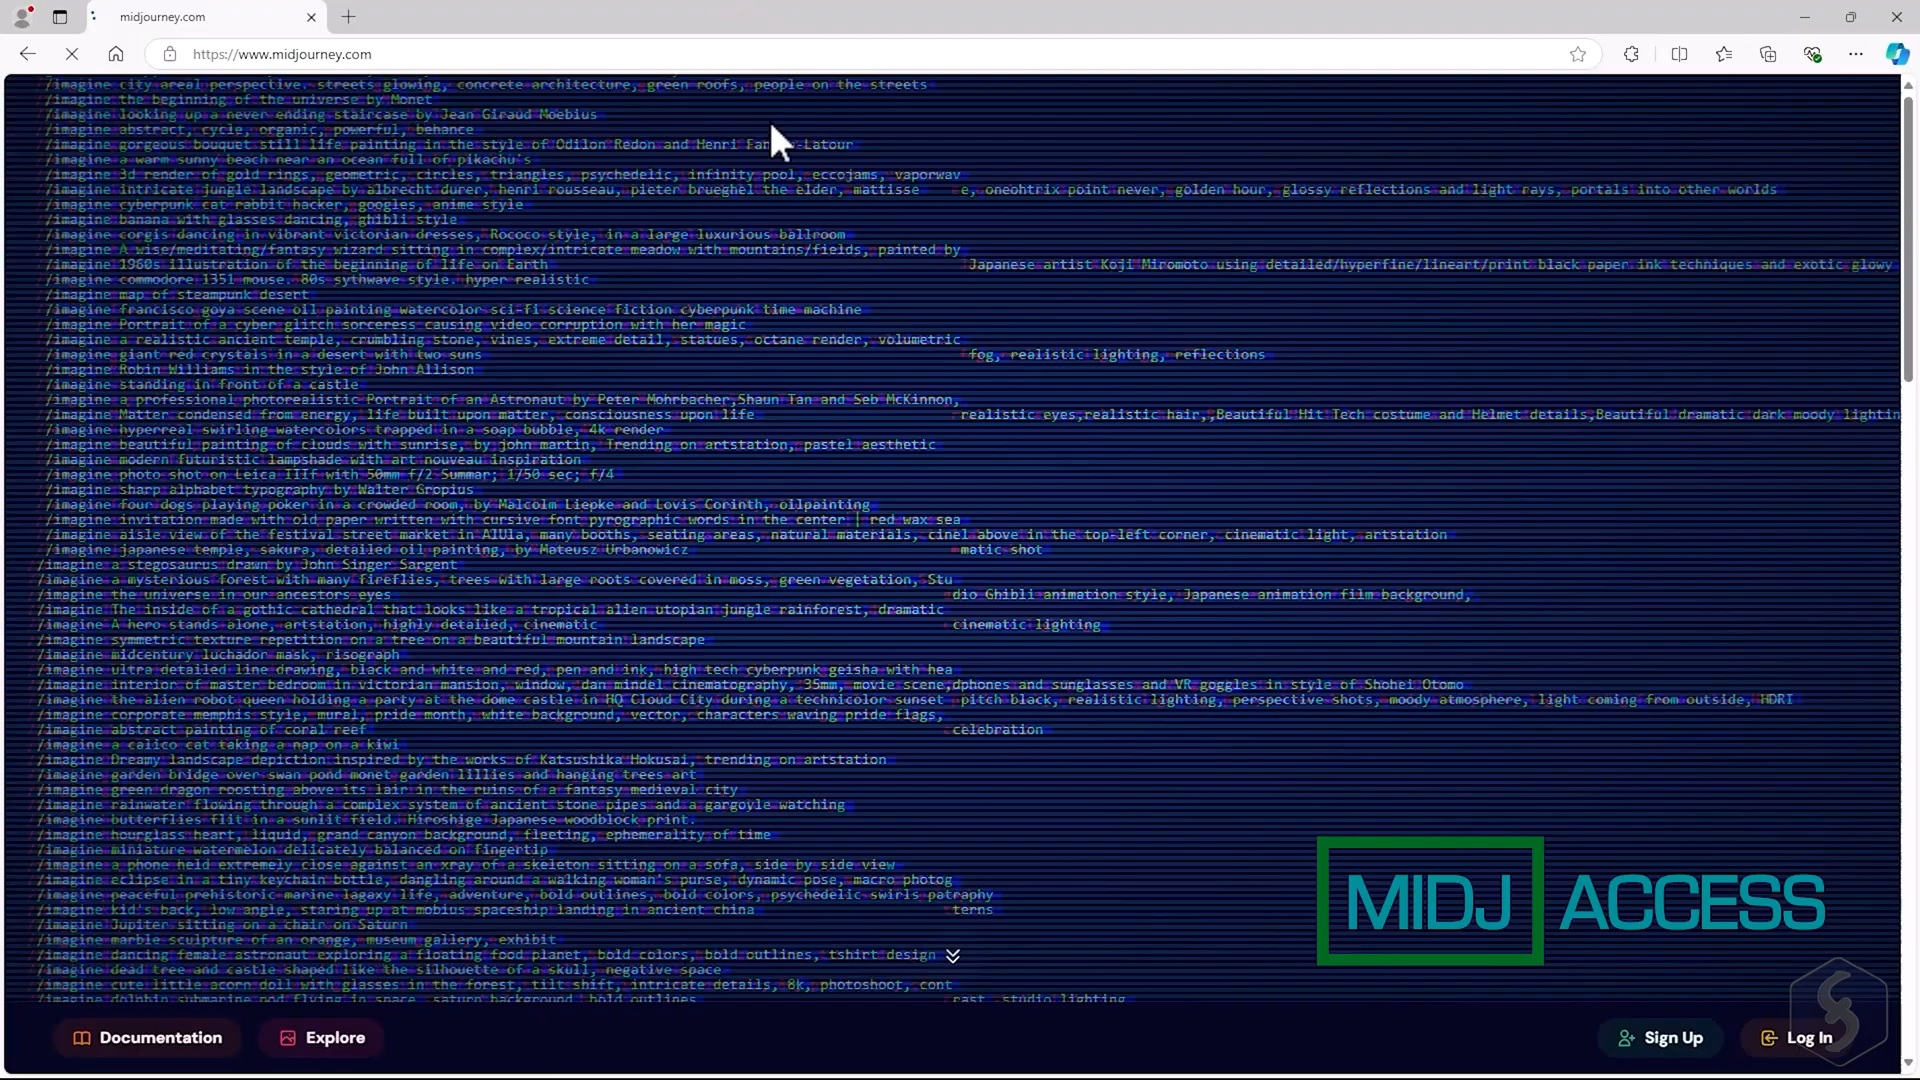 midjourney.com
https://www.midjourney.com
/imagine city areal perspective. streets glowing, concrete architecture, green roofs, people on the streets
/imagine the beginning of the universe by Monet
/imagine looking up a never ending staircase by Jean Giraud Moebius
/imagine abstract, cycle, organic, powerful, behance
/imagine gorgeous bouquet still life painting in the style of Odilon Redon and Henri Fan -Latour
/imagine a warm sunny beach near an ocean full of pikachu's
/imagine 3d render of gold rings, geometric, circles, triangles, psychedelic, infinity pool, eccojams, vaporwav
/imagine intricate jungle landscape by albrecht durer, henri rousseau, pieter brueghel the elder, mattisse e, oneohtrix point never, golden hour, glossy reflections and light rays, portals into other worlds
/imagine cyberpunk cat rabbit hacker, googles, anime style
/imagine banana with glasses dancing, ghibli style
/imagine corgis dancing in vibrant victorian dresses, Rococo style, in a large luxurious ballroom
/imagine A wise/meditating/fantasy wizard sitting in complex/intricate meadow with mountains/fields, painted by
/imagine 1960s illustration of the beginning of life on Earth Japanese artist Koji Miromoto using detailed/hyperfine/lineart/print black paper ink techniques and exotic glowy
/imagine commodore 1351 mouse. 80s sythwave style. hyper realistic
/imagine map of steampunk desert
/imagine francisco goya scene oil painting watercolor sci-fi science fiction cyberpunk time machine
/imagine Portrait of a cyber glitch sorceress causing video corruption with her magic
/imagine a realistic ancient temple, crumbling stone, vines, extreme detail, statues, octane render, volumetric
/imagine giant red crystals in a desert with two suns fog, realistic lighting, reflections
/imagine Robin Williams in the style of John Allison
/imagine standing in front of a castle
/imagine a professional photorealistic Portrait of an Astronaut by Peter Mohrbacher,Shaun Tan and Seb McKinnon,
/imagine Matter condensed from energy, life built upon matter, consciousness upon life realistic eyes,realistic hair,,Beautiful Hit Tech costume and Helmet details,Beautiful dramatic dark moody lightin
/imagine hyperreal swirling watercolors trapped in a soap bubble, 4k render
/imagine beautiful painting of clouds with sunrise, by john martin, Trending on artstation, pastel aesthetic
/imagine modern futuristic lampshade with art nouveau inspiration
/imagine photo shot on Leica IIIf with 50mm f/2 Summar; 1/50 sec; f/4
/imagine sharp alphabet typography by Walter Gropius
/imagine four dogs playing poker in a crowded room, by Malcolm Liepke and Lovis Corinth, oilpainting
/imagine invitation made with old paper written with cursive font pyrographic words in the center | red wax sea
/imagine aisle view of the festival street market in AlUla, many booths, seating areas, natural materials, cinel above in the top-left corner, cinematic light, artstation
/imagine japanese temple, sakura, detailed oil painting, by Mateusz Urbanowicz matic shot
/imagine a stegosaurus drawn by John Singer Sargent
/imagine a mysterious forest with many fireflies, trees with large roots covered in moss, green vegetation, Stu
/imagine the universe in our ancestors eyes dio Ghibli animation style, Japanese animation film background,
/imagine The inside of a gothic cathedral that looks like a tropical alien utopian jungle rainforest, dramatic
/imagine A hero stands alone, artstation, highly detailed, cinematic cinematic lighting
/imagine symmetric texture repetition on a tree on a beautiful mountain landscape
/imagine midcentury luchador mask, risograph
/imagine ultra detailed line drawing, black and white and red, pen and ink, high tech cyberpunk geisha with hea
/imagine interior of master bedroom in victorian mansion, window, dan mindel cinematography, 35mm, movie scene,dphones and sunglasses and VR goggles in style of Shohei Otomo
/imagine the alien robot queen holding a party at the dome castle in HQ Cloud City during a technicolor sunset pitch black, realistic lighting, perspective shots, moody atmosphere, light coming from outside, HDRI
/imagine corporate memphis style, mural, pride month, white background, vector, characters waving pride flags,
/imagine abstract painting of coral reef celebration
/imagine a calico cat taking a nap on a kiwi
/imagine Dreamy landscape depiction inspired by the works of Katsushika Hokusai, trending on artstation
/imagine garden bridge over swan pond monet garden lillies and hanging trees art
/imagine green dragon roosting above its lair in the ruins of a fantasy medieval city
/imagine rainwater flowing through a complex system of ancient stone pipes and a gargoyle watching
/imagine butterflies flit in a sunlit field. Hiroshige Japanese woodblock print.
/imagine hourglass heart, liquid, grand canyon background, fleeting, ephemerality of time
/imagine miniature watermelon delicately balanced on fingertip
/imagine a phone held extremely close against an xray of a skeleton sitting on a sofa, side by side view
/imagine eclipse in a tiny keychain bottle, dangling around a walking woman's purse, dynamic pose, macro photog
/imagine peaceful prehistoric marine lagaxy life, adventure, bold outlines, bold colors, psychedelic swirls patraphy
/imagine kid's back, low angle, staring up at mobius spaceship landing in ancient china terns
/imagine Jupiter sitting on a chair on Saturn
/imagine marble sculpture of an orange, museum gallery, exhibit
/imagine dancing female astronaut exploring a floating food planet, bold colors, bold outlines, tshirt design
/imagine dead tree and castle shaped like the silhouette of a skull, negative space
/imagine cute little acorn doll with glasses in the forest, tilt shift, intricate details, 8k, photoshoot, cont
/imagine dolphin submarine pod flying in space, saturn background, bold outlines rast, studio lighting
MIDJ ACCESS
Documentation
Explore
Sign Up
Log In